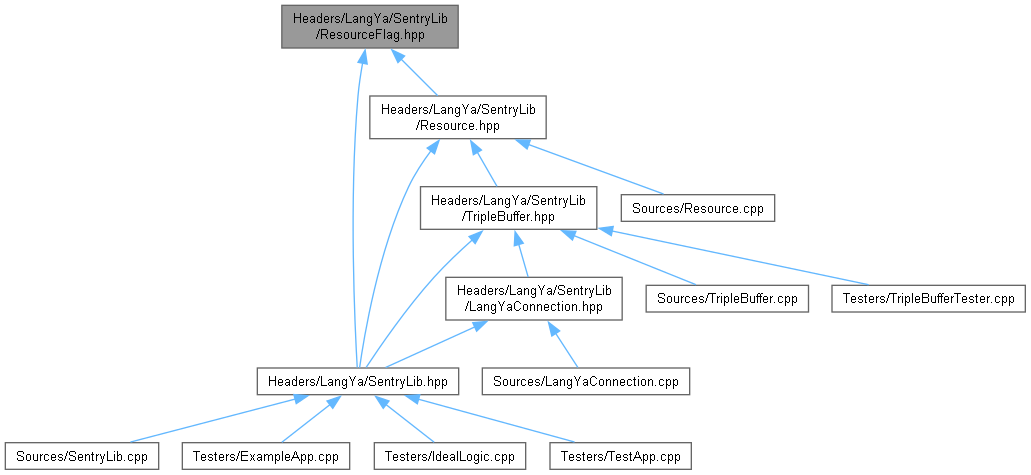 Headers/LangYa/SentryLib
/ResourceFlag.hpp
Headers/LangYa/SentryLib
/Resource.hpp
Headers/LangYa/SentryLib
/TripleBuffer.hpp
Sources/Resource.cpp
Headers/LangYa/SentryLib
/LangYaConnection.hpp
Sources/TripleBuffer.cpp
Testers/TripleBufferTester.cpp
Headers/LangYa/SentryLib.hpp
Sources/LangYaConnection.cpp
Sources/SentryLib.cpp
Testers/ExampleApp.cpp
Testers/IdealLogic.cpp
Testers/TestApp.cpp